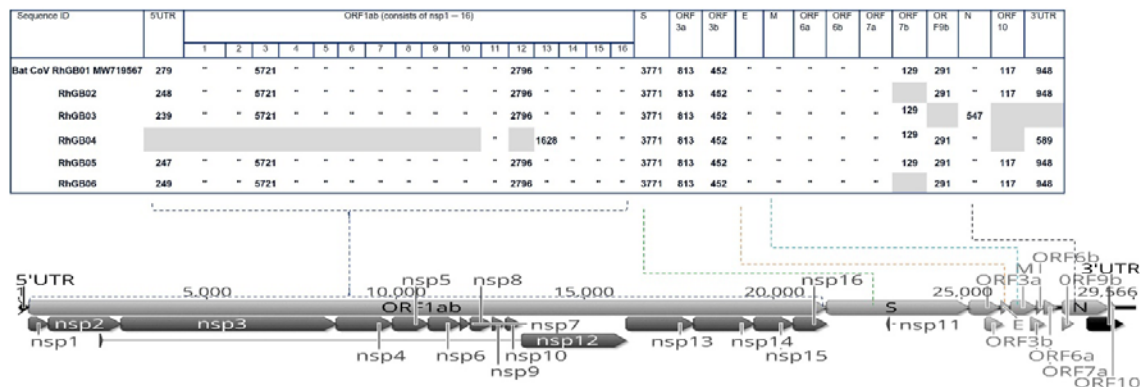 Sequence ID 5'UTR ORF1ab (consists of nsp1 – 16) S ORF 3a ORF 3b E M ORF 6a ORF 6b ORF 7a ORF 7b OR F9b N ORF 10 3'UTR
1 2 3 4 5 6 7 8 9 10 11 12 13 14 15 16
Bat CoV RhGB01 MW719567 279 " " 5721 " " " " " " " " 2796 " " " " 3771 813 452 " " " " " 129 291 " 117 948
RhGB02 248 " " 5721 " " " " " " " " 2796 " " " " 3771 813 452 " " " " " 291 " 117 948
RhGB03 239 " " 5721 " " " " " " " " 2796 " " " " 3771 813 452 " " " " " 129 547
RhGB04 " 1628 " " " 3771 813 452 " " " " " 129 291 " 589
RhGB05 247 " " 5721 " " " " " " " " 2796 " " " " 3771 813 452 " " " " " 129 291 " 117 948
RhGB06 249 " " 5721 " " " " " " " " 2796 " " " " 3771 813 452 " " " " " 291 " 117 948
nsp5 nsp8 nsp16 ORF6b
5'UTR ORF3a ORF9b 3'UTR
5,000 10,000 15,000 20,000 25,000 29,566
ORF1ab S N
nsp2 nsp3 nsp7 nsp11 E
nsp1 nsp4 nsp6 nsp10 nsp12 nsp13 nsp14 ORF3b
nsp9 nsp15 ORF6a
ORF7a
ORF10